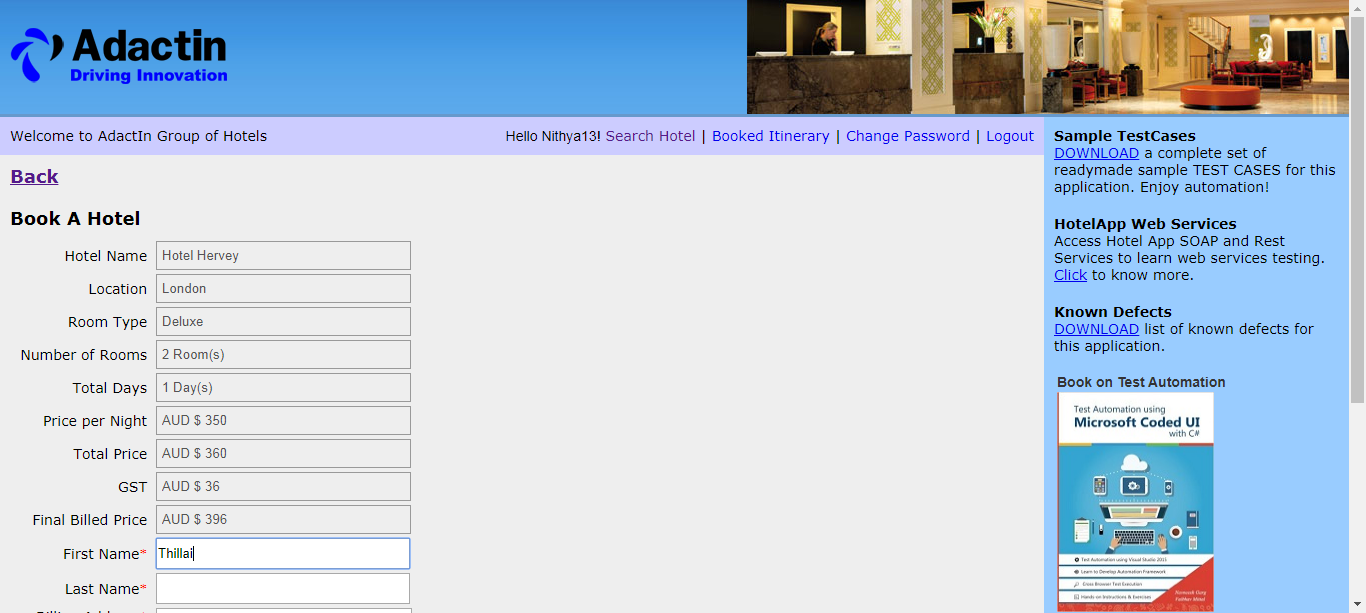 Adactin
Driving Innovation
Welcome to AdactIn Group of Hotels
Hello Nithya13! Search Hotel | Booked Itinerary | Change Password | Logout
Back
Book A Hotel
Hotel Name Hotel Hervey
Location London
Room Type Deluxe
Number of Rooms 2 Room(s)
Total Days 1 Day(s)
Price per Night AUD $ 350
Total Price AUD $ 360
GST AUD $ 36
Final Billed Price AUD $ 396
First Name* Thillai
Last Name*
Sample TestCases
DOWNLOAD a complete set of
readymade sample TEST CASES for this
application. Enjoy automation!
HotelApp Web Services
Access Hotel App SOAP and Rest
Services to learn web services testing.
Click to know more.
Known Defects
DOWNLOAD list of known defects for
this application.
Book on Test Automation
Test Automation using
Microsoft Coded UI
with C#
Test Automation using Visual Studio 2013
Learn to Develop Automation Framework
Cross Browser Test Execution
Hands on Instructions & Exercises